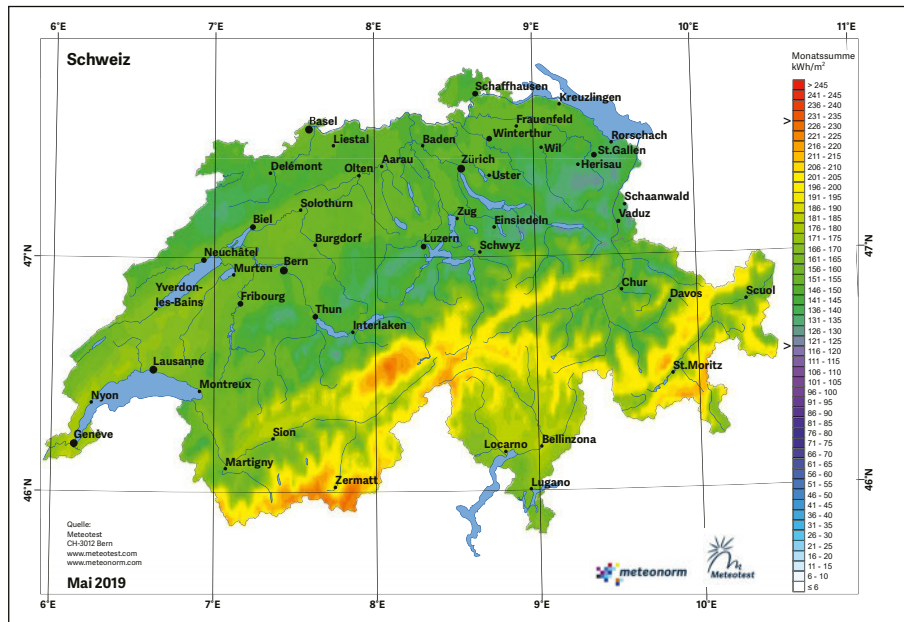 6°E 7°E 8°E 9°E 10°E 11°E
Schweiz
Monatssumme
kWh/m²
> 245
241 - 245
236 - 240
231 - 235
226 - 230
221 - 225
216 - 220
211 - 215
206 - 210
201 - 205
196 - 200
191 - 195
186 - 190
181 - 185
176 - 180
171 - 175
166 - 170
161 - 165
156 - 160
151 - 155
146 - 150
141 - 145
136 - 140
131 - 135
126 - 130
121 - 125
116 - 120
111 - 115
106 - 110
101 - 105
96 - 100
91 - 95
86 - 90
81 - 85
76 - 80
71 - 75
66 - 70
61 - 65
56 - 60
51 - 55
46 - 50
41 - 45
36 - 40
31 - 35
26 - 30
21 - 25
16 - 20
11 - 15
6 - 10
≤ 6
>
>
Schaffhausen
Kreuzlingen
Basel
Frauenfeld
Liestal
Baden
Winterthur
Rorschach
Wil
St.Gallen
Herisau
Aarau
Zürich
Delémont
Olten
Uster
Solothurn
Schaanwald
Zug
Vaduz
Biel
Einsiedeln
Burgdorf
Luzern
Schwyz
47°N
47°N
Neuchâtel
Bern
Murten
Yverdon-
les-Bains
Fribourg
Thun
Interlaken
Chur
Davos
Scuol
Lausanne
Montreux
St.Moritz
Nyon
Genève
Sion
Locarno
Bellinzona
Martigny
Zermatt
Lugano
46°N
46°N
Quelle:
Meteotest
CH-3012 Bern
www.meteotest.com
www.meteonorm.com
meteonorm
Meteotest
Mai 2019
6°E 7°E 8°E 9°E 10°E